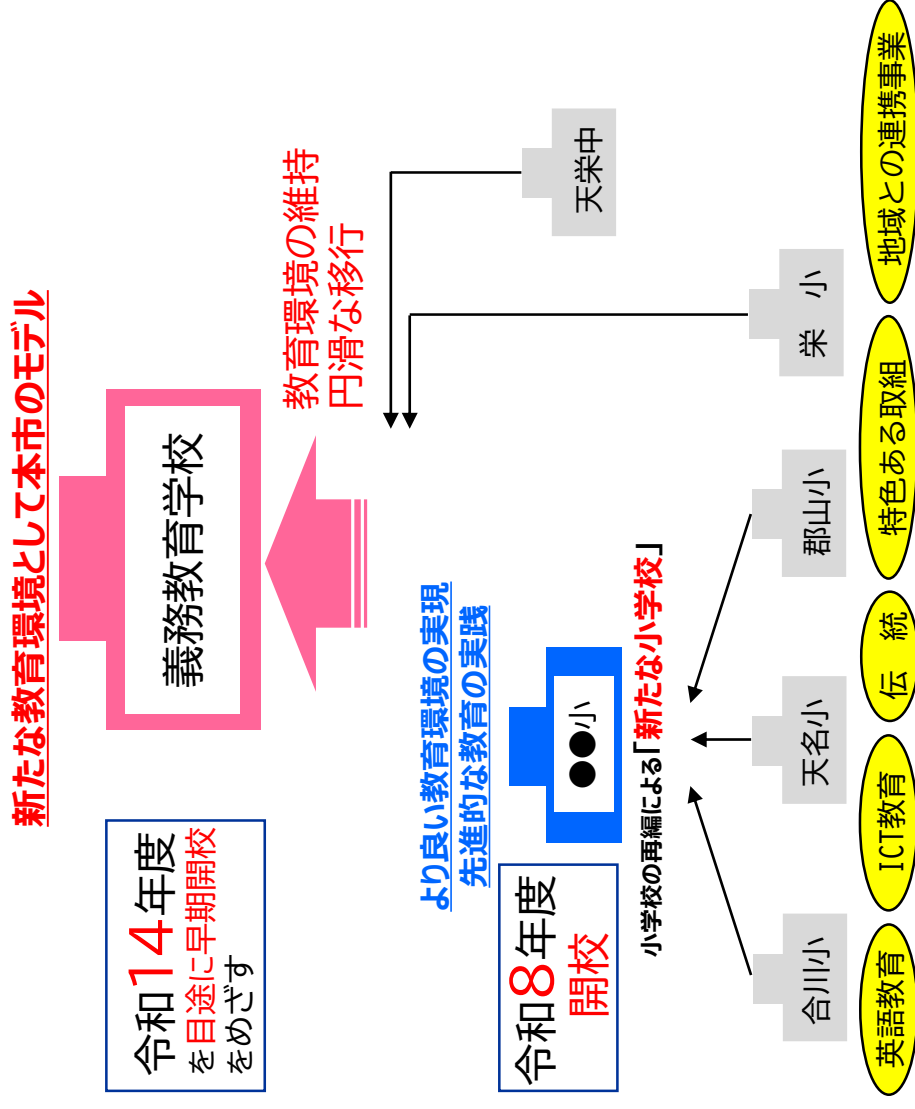 新たな教育環境として本市のモデル
令和14年度
を目途に早期開校
をめざす
義務教育学校
教育環境の維持
円滑な移行
より良い教育環境の実現
先進的な教育の実践
令和8年度
開校
●●小
小学校の再編による「新たな小学校」
天栄中
合川小
天名小
郡山小
栄　小
英語教育
ICT教育
伝　統
特色ある取組
地域との連携事業